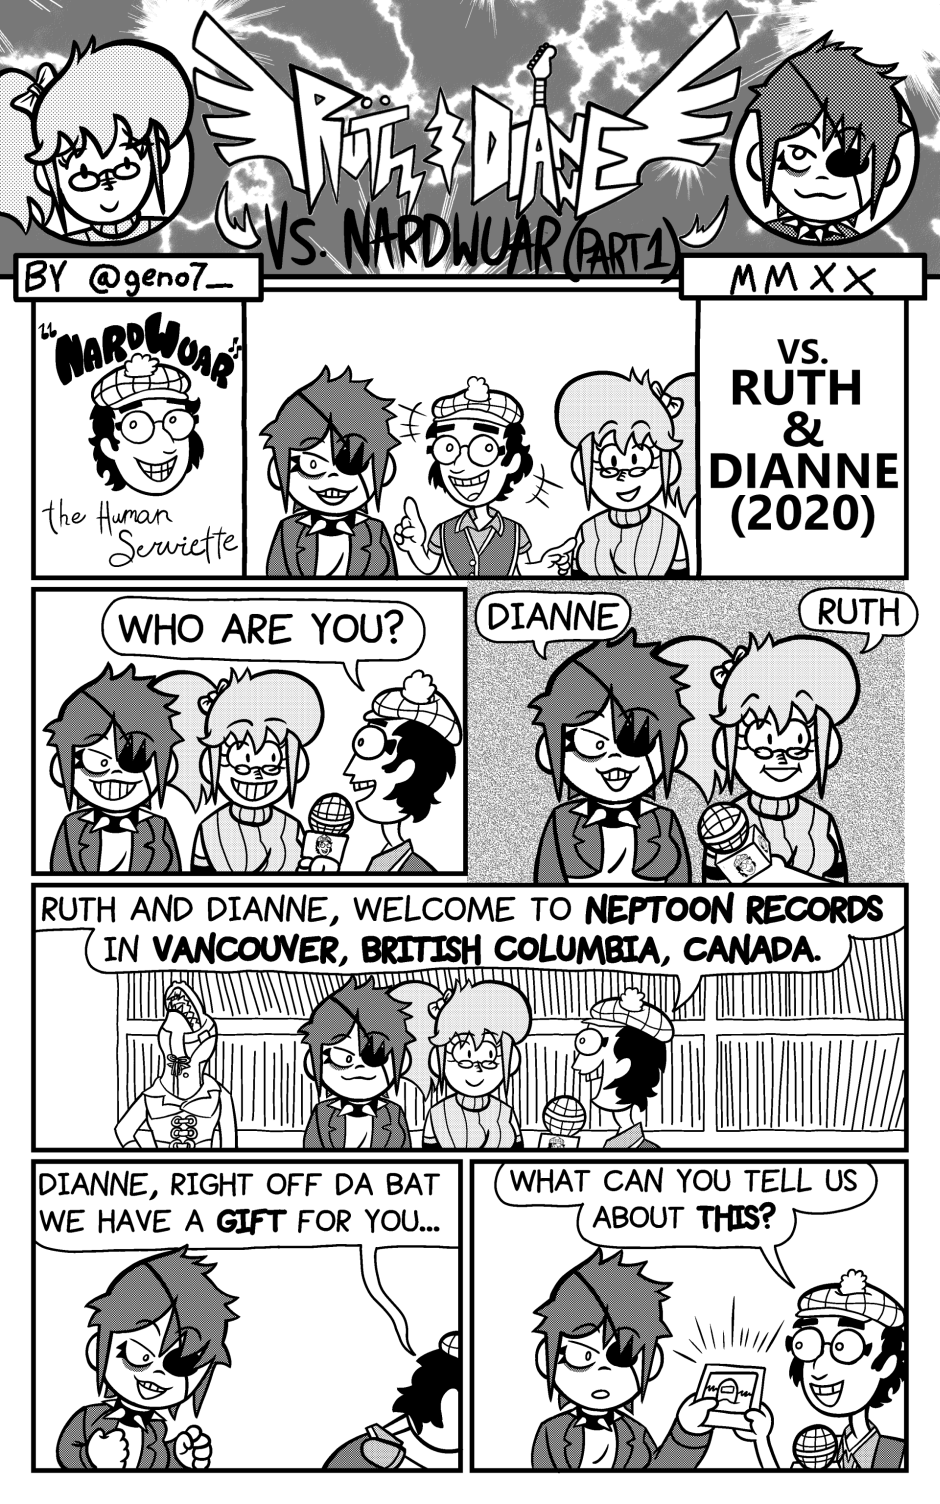 RÜTH & DIANNE
VS. NARDWUAR (PART 1)
BY @geno7_
MMXX
"NARDWUAR
the Human
Serviette
VS.
RUTH
&
DIANNE
(2020)
WHO ARE YOU?
DIANNE
RUTH
RUTH AND DIANNE, WELCOME TO NEPTOON RECORDS
IN VANCOUVER, BRITISH COLUMBIA, CANADA.
DIANNE, RIGHT OFF DA BAT
WE HAVE A GIFT FOR YOU...
WHAT CAN YOU TELL US
ABOUT THIS?